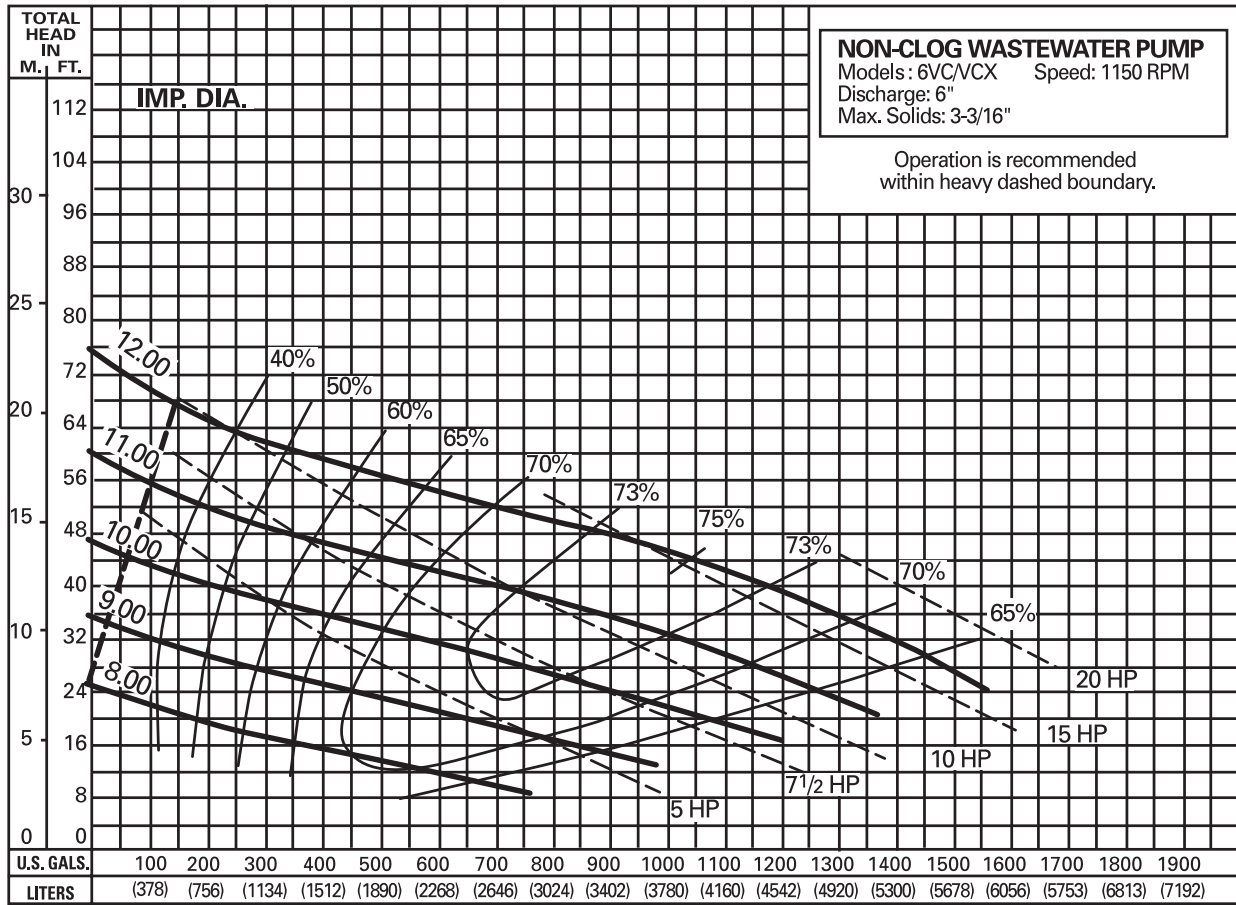 TOTAL
HEAD
IN
M. FT.
NON-CLOG WASTEWATER PUMP
Models: 6VC/VCX Speed: 1150 RPM
Discharge: 6"
Max. Solids: 3-3/16"
Operation is recommended
within heavy dashed boundary.
IMP. DIA.
112
104
30
96
88
25
80
72
20
64
56
15
48
40
10
32
24
5
16
8
0 0
12.00
11.00
10.00
9.00
8.00
40%
50%
60%
65%
70%
73%
75%
73%
70%
65%
20 HP
15 HP
10 HP
7 1/2 HP
5 HP
U.S. GALS. 100 200 300 400 500 600 700 800 900 1000 1100 1200 1300 1400 1500 1600 1700 1800 1900
LITERS (378) (756) (1134) (1512) (1890) (2268) (2646) (3024) (3402) (3780) (4160) (4542) (4920) (5300) (5678) (6056) (5753) (6813) (7192)